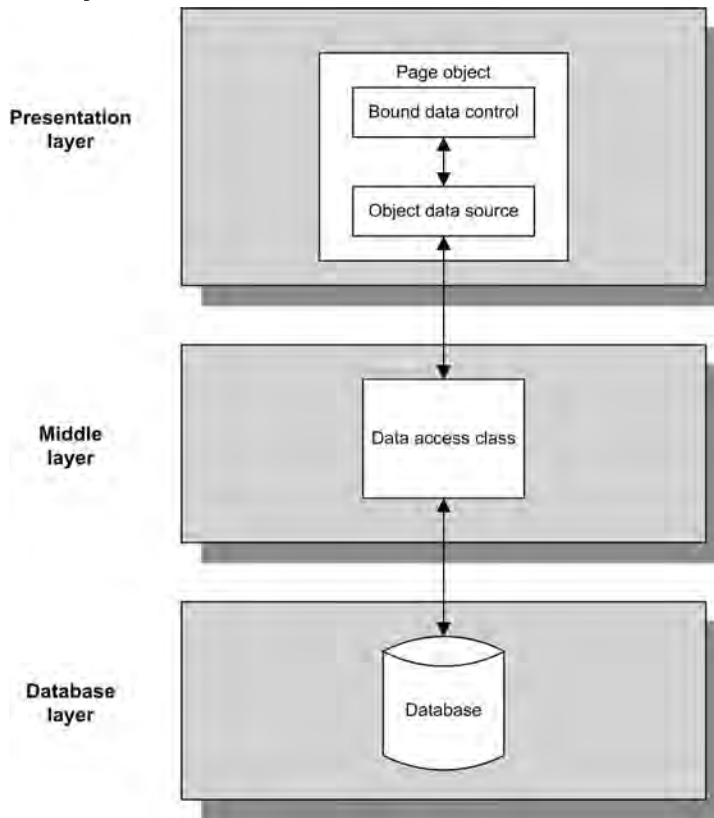 Page object
Bound data control
Presentation
layer
Object data source
Middle
layer
Data access class
Database
layer
Database